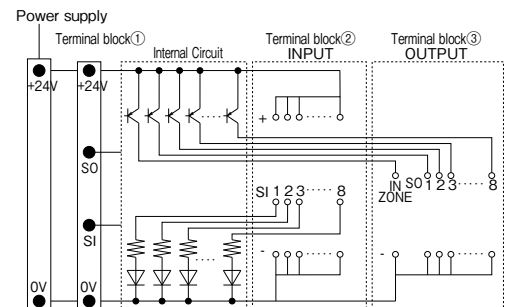 Power supply
Terminal block①
Internal Circuit
Terminal block②
INPUT
Terminal block③
OUTPUT
+24V
+24V
+
SO
IN
ZONE
SO 1 2 3 ····· 8
SI 1 2 3 ····· 8
SI
-
-
0V
0V